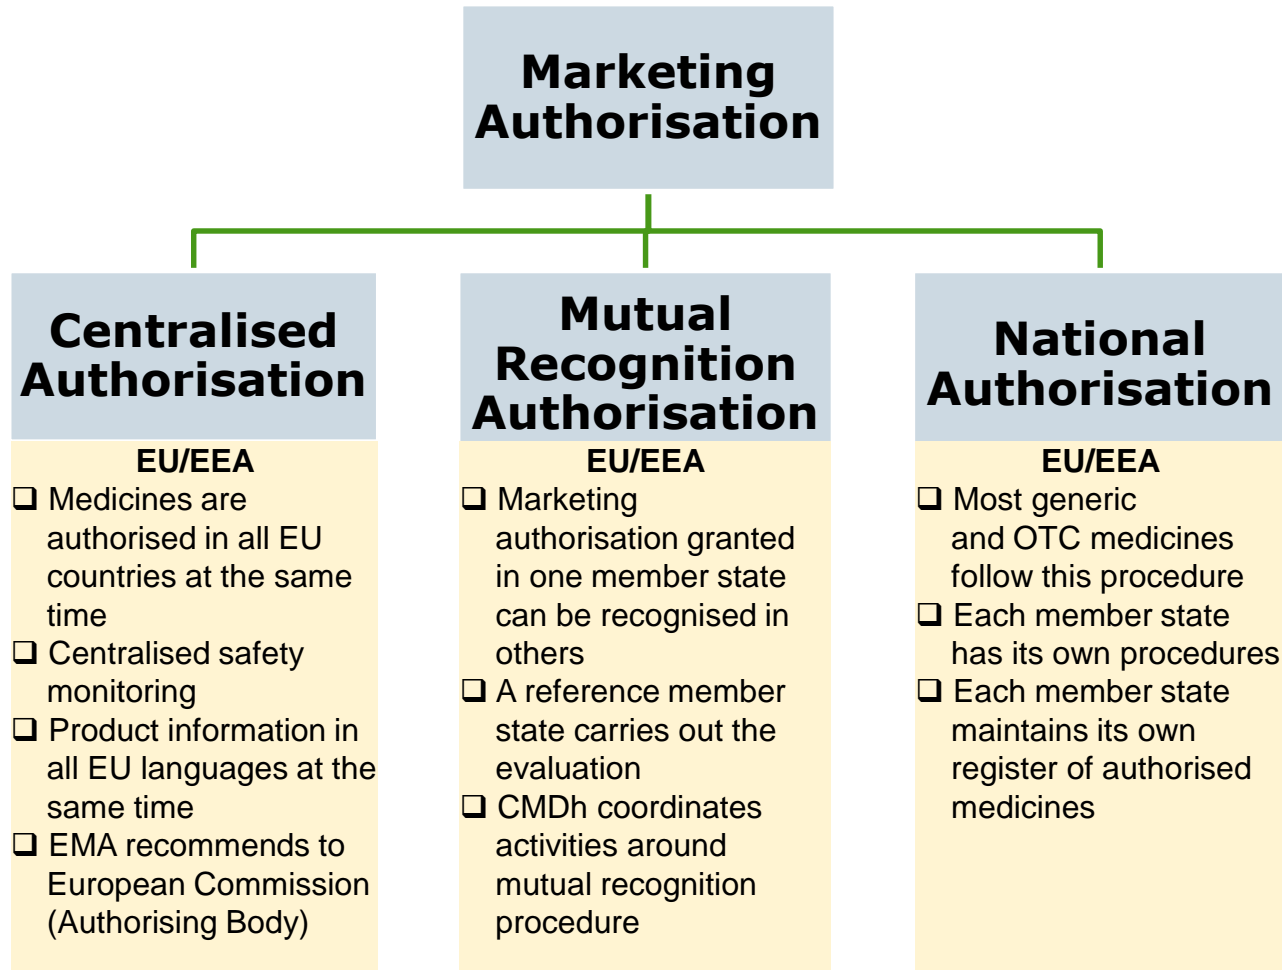 Marketing
Authorisation
Centralised
Authorisation
EU/EEA
❑ Medicines are
authorised in all EU
countries at the same
time
❑ Centralised safety
monitoring
❑ Product information in
all EU languages at the
same time
❑ EMA recommends to
European Commission
(Authorising Body)
Mutual
Recognition
Authorisation
EU/EEA
❑ Marketing
authorisation granted
in one member state
can be recognised in
others
❑ A reference member
state carries out the
evaluation
❑ CMDh coordinates
activities around
mutual recognition
procedure
National
Authorisation
EU/EEA
❑ Most generic
and OTC medicines
follow this procedure
❑ Each member state
has its own procedures
❑ Each member state
maintains its own
register of authorised
medicines